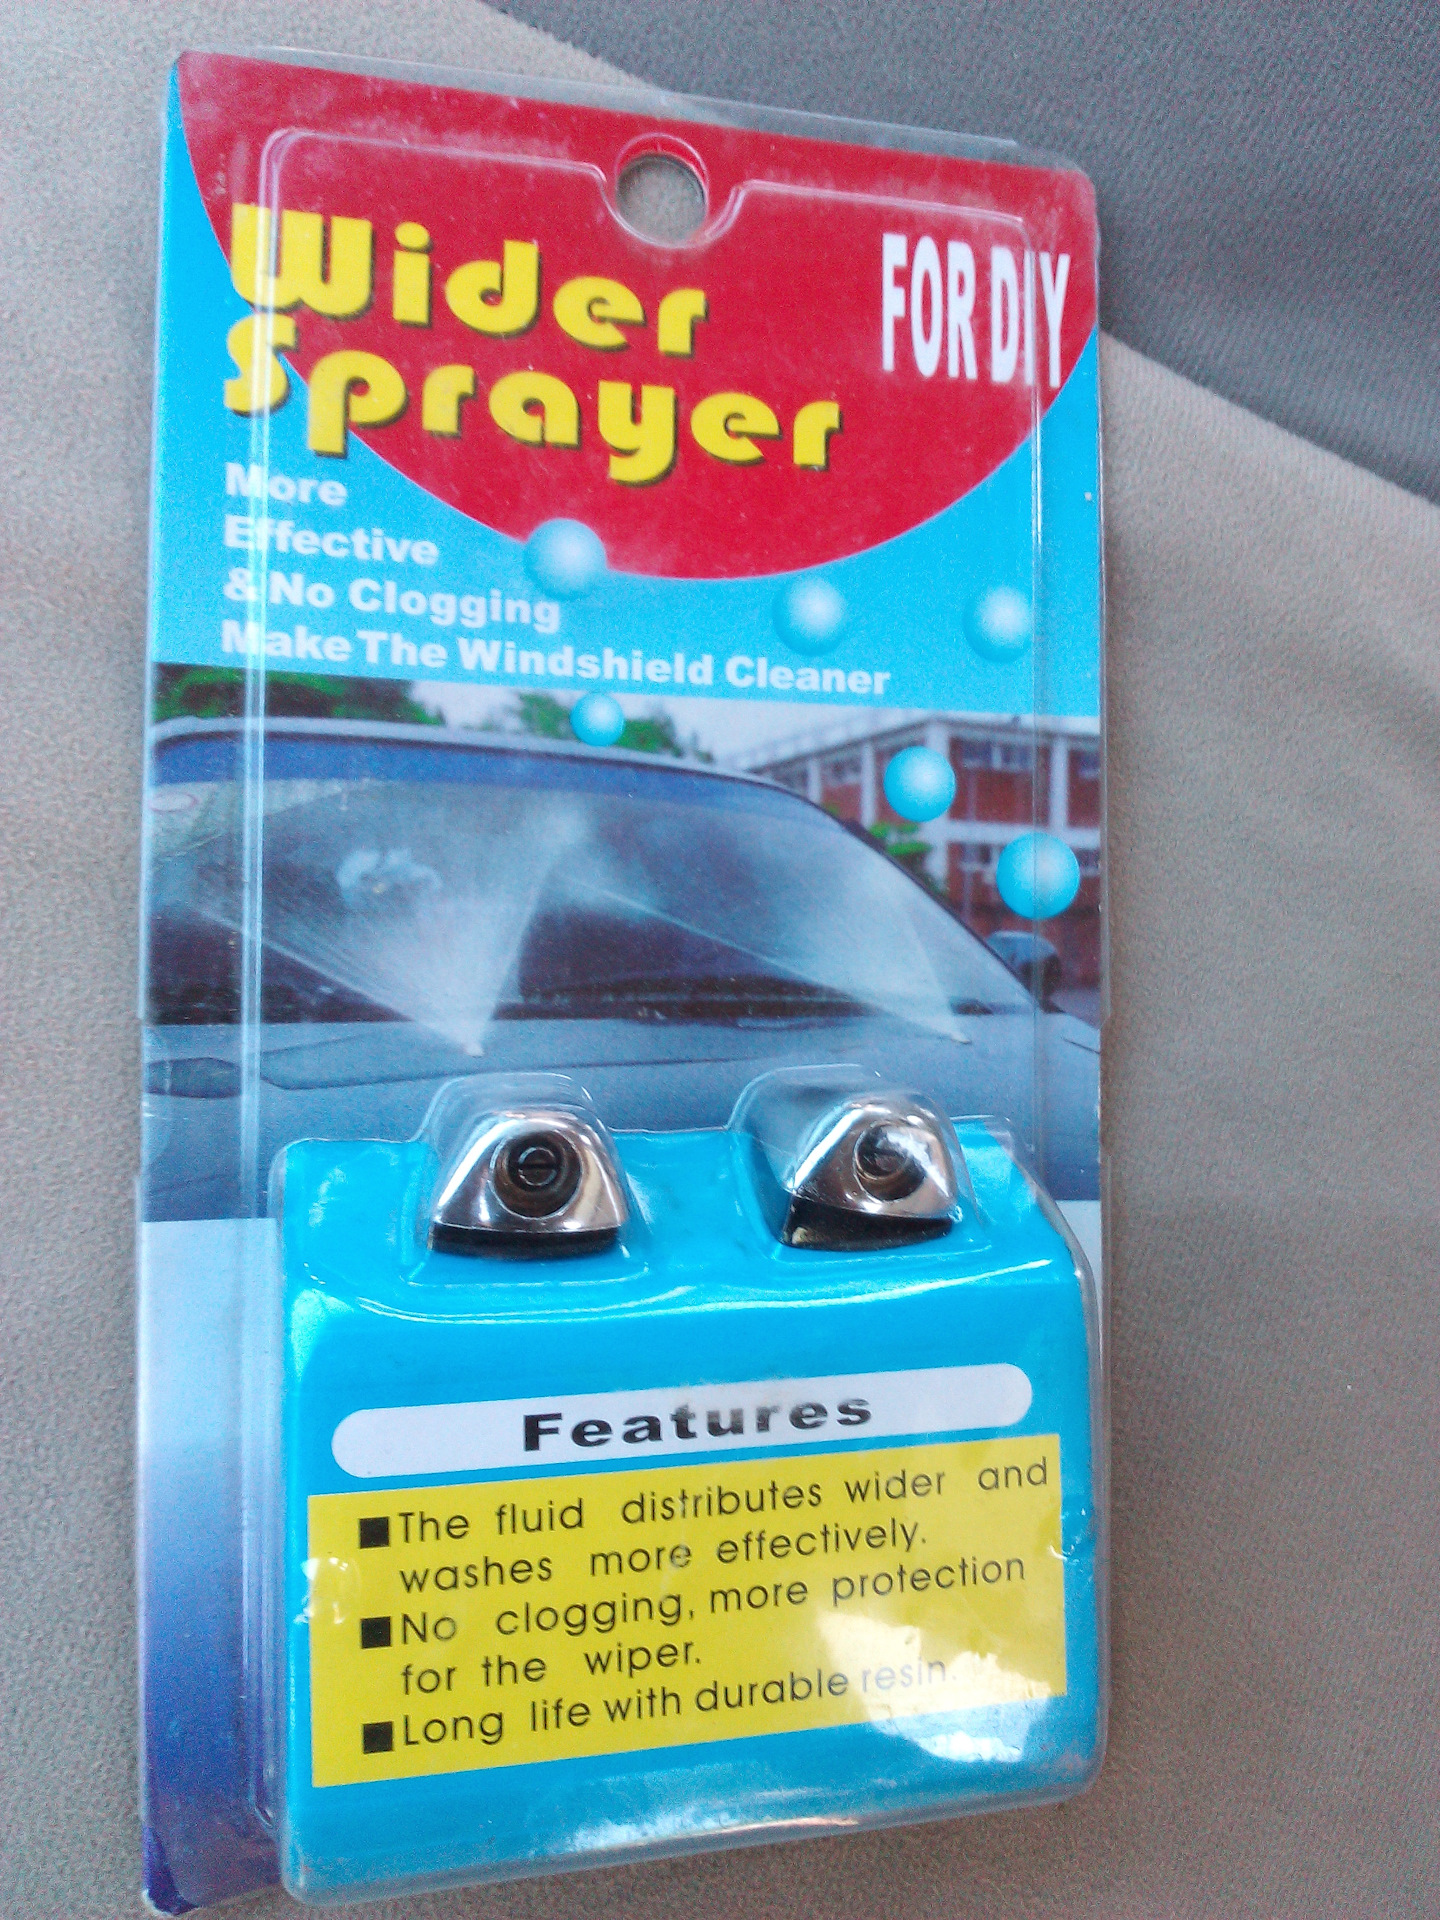 Wider
FOR DIY
Sprayer
More
Effective
& No Clogging
Make The Windshield Cleaner
Features
■ The fluid distributes wider and
washes more effectively.
■ No clogging, more protection
for the wiper.
■ Long life with durable resin.